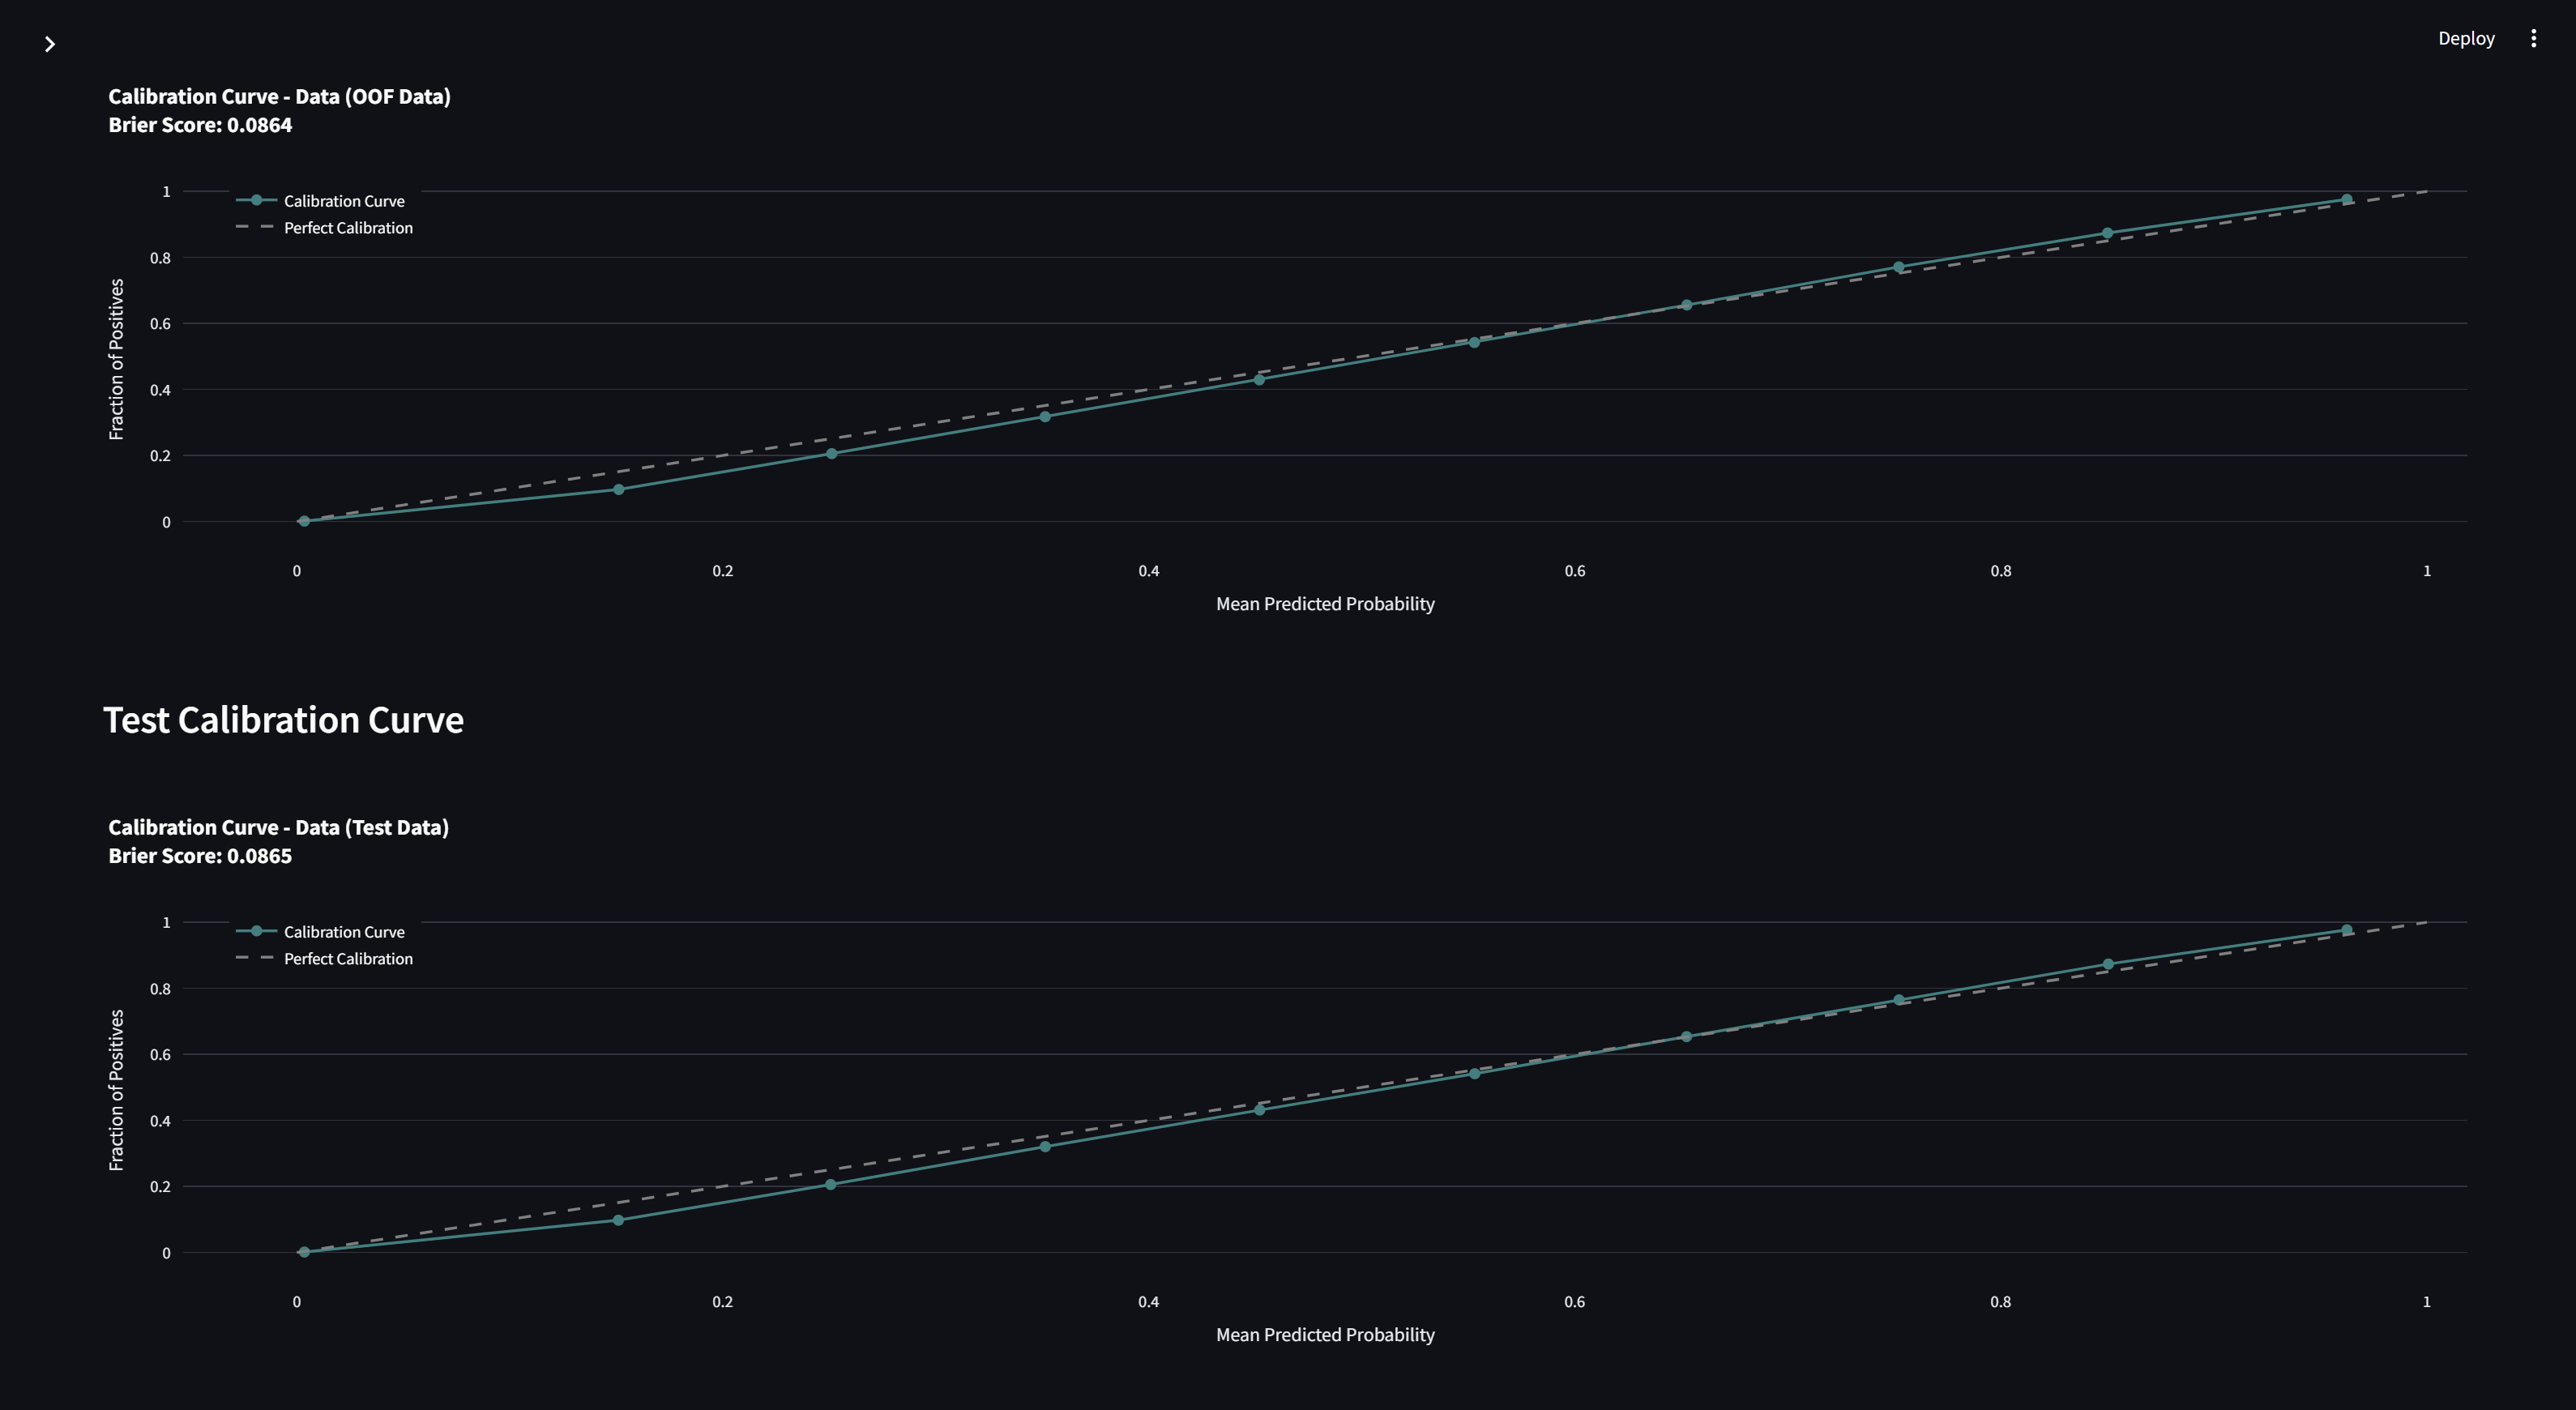 Deploy
Calibration Curve - Data (OOF Data)
Brier Score: 0.0864
1
Calibration Curve
Perfect Calibration
0.8
0.6
0.4
0.2
0
Fraction of Positives
0 0.2 0.4 0.6 0.8 1
Mean Predicted Probability
Test Calibration Curve
Calibration Curve - Data (Test Data)
Brier Score: 0.0865
1
Calibration Curve
Perfect Calibration
0.8
0.6
0.4
0.2
0
Fraction of Positives
0 0.2 0.4 0.6 0.8 1
Mean Predicted Probability